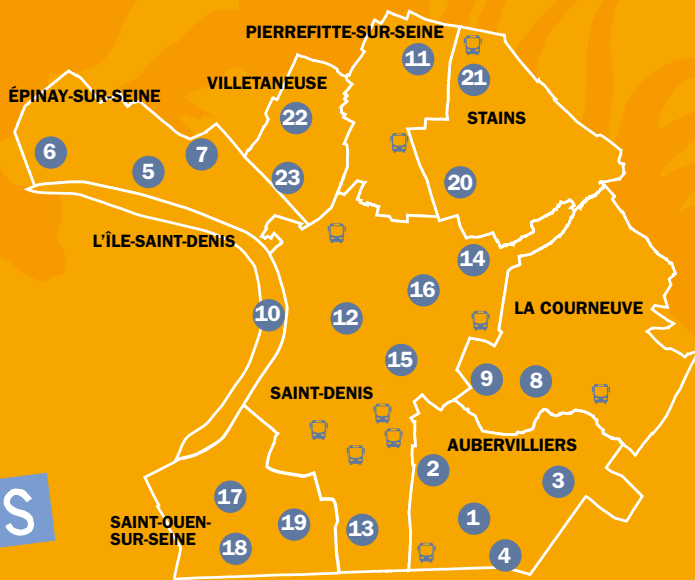 PIERREFITTE-SUR-SEINE
11
21
VILLETANEUSE
ÉPINAY-SUR-SEINE
22
STAINS
6
5
7
23
20
L'ÎLE-SAINT-DENIS
14
16
10
12
LA COURNEUVE
15
9
8
SAINT-DENIS
AUBERVILLIERS
2
3
17
S
1
19
13
SAINT-OUEN-
SUR-SEINE
18
4